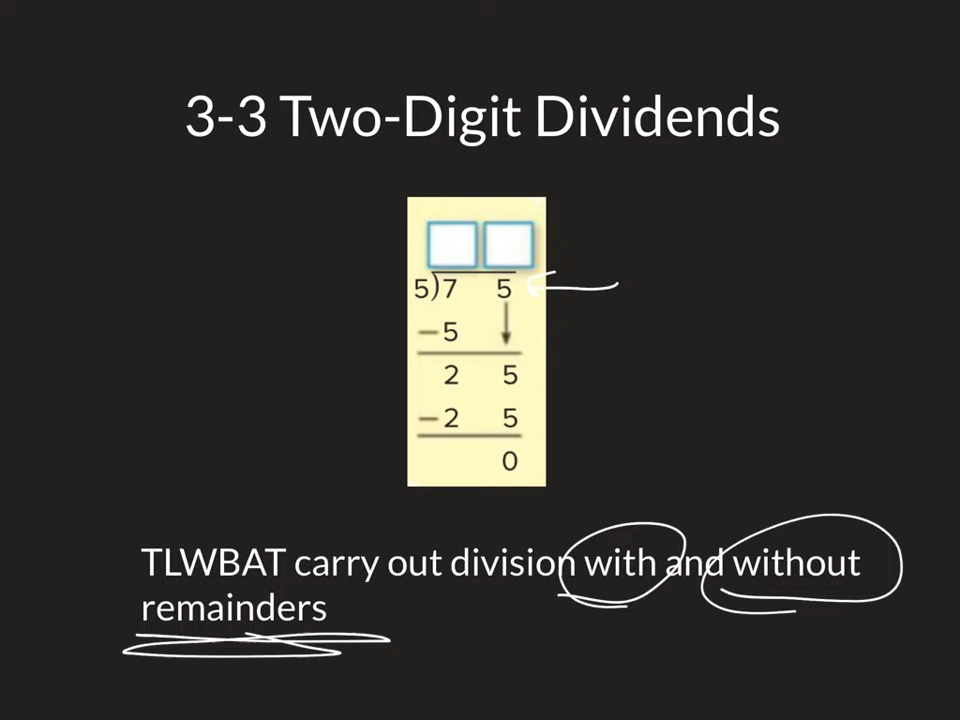 3-3 Two-Digit Dividends
5)7 5
−5
2 5
−2 5
0
TLWBAT carry out division with and without
remainders